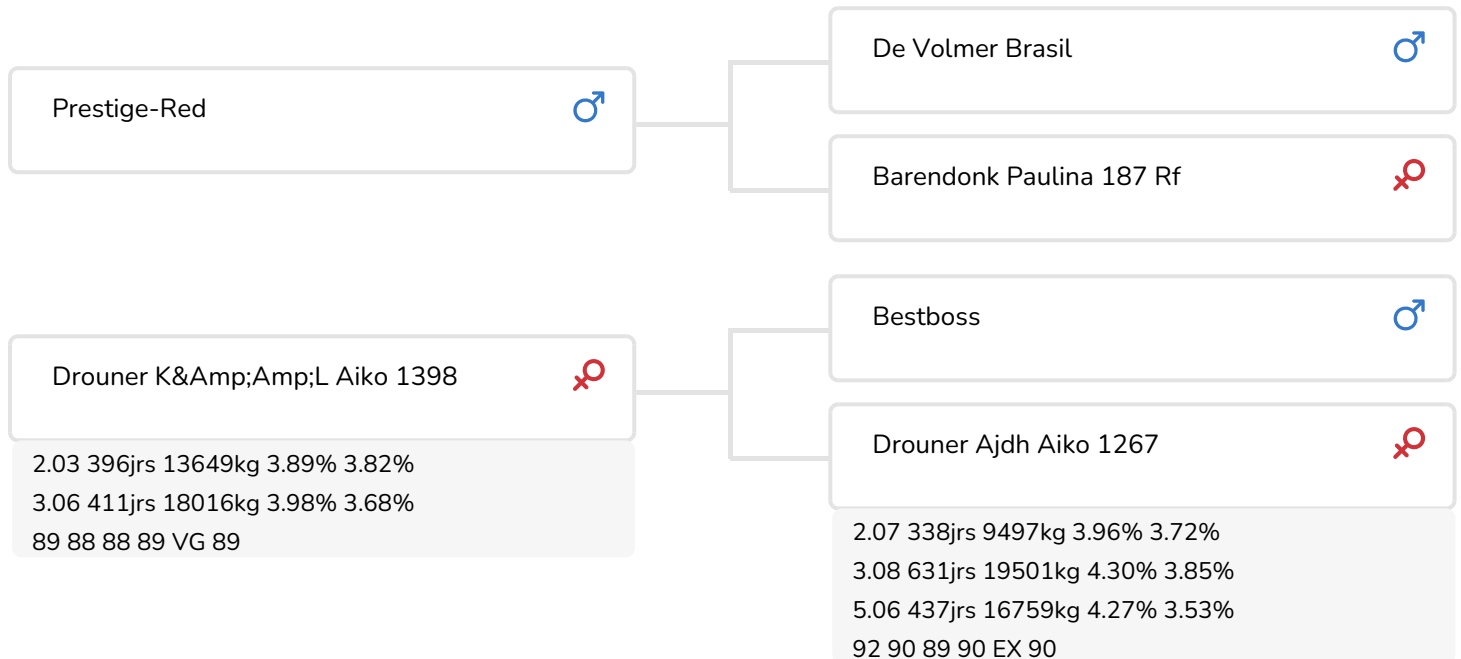 Prestige-Red
De Volmer Brasil
Barendonk Paulina 187 Rf
Drouner K&Amp;Amp;L Aiko 1398
2.03 396jrs 13649kg 3.89% 3.82%
3.06 411jrs 18016kg 3.98% 3.68%
89 88 88 89 VG 89
Bestboss
Drouner Ajdh Aiko 1267
2.07 338jrs 9497kg 3.96% 3.72%
3.08 631jrs 19501kg 4.30% 3.85%
5.06 437jrs 16759kg 4.27% 3.53%
92 90 89 90 EX 90